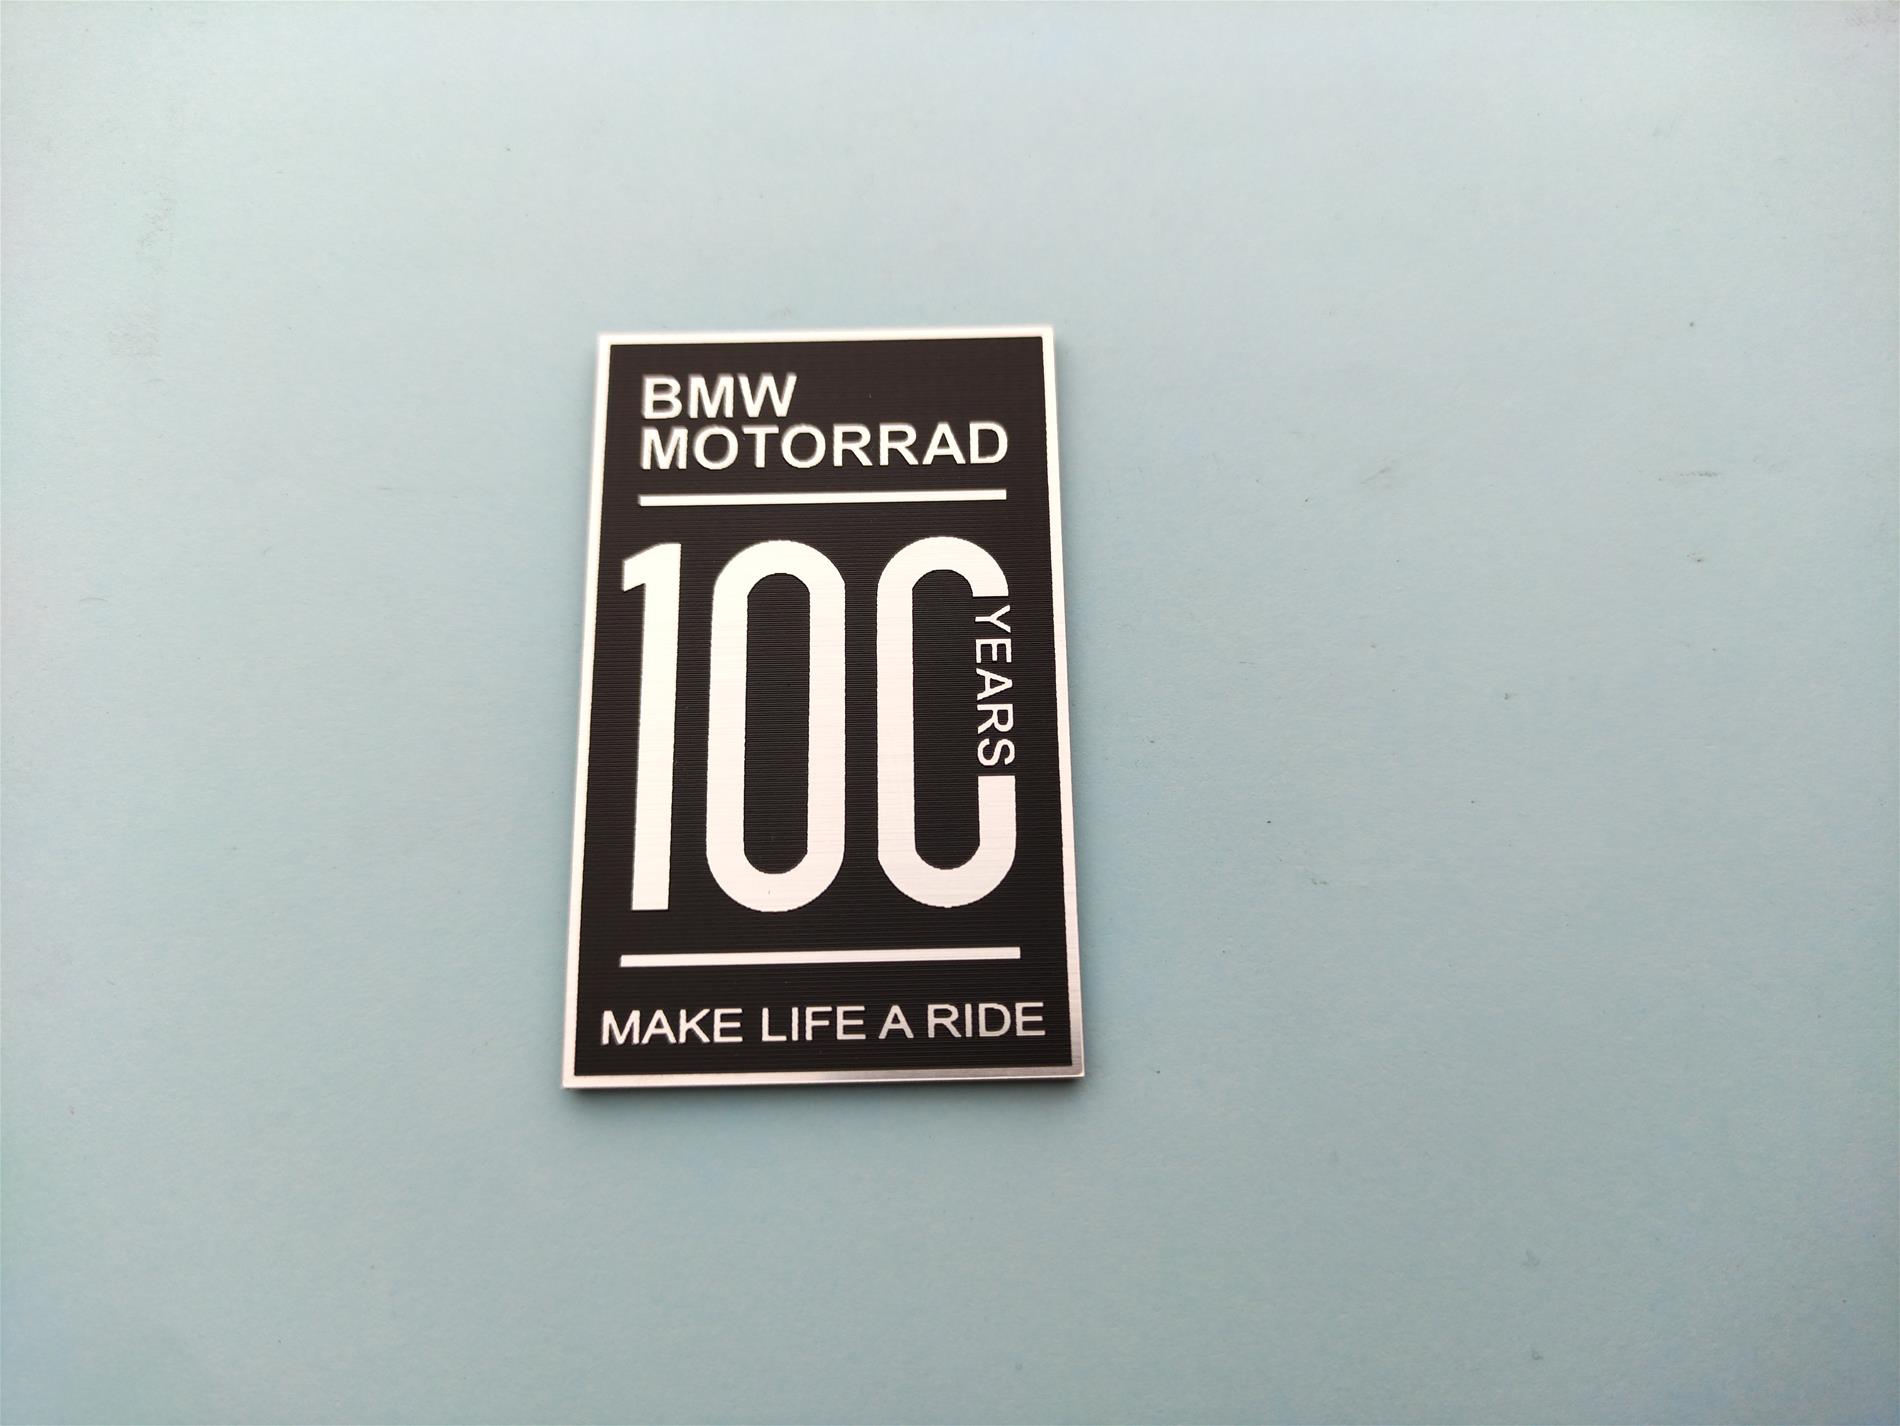 BMW
MOTORRAD
100
YEARS
MAKE LIFE A RIDE